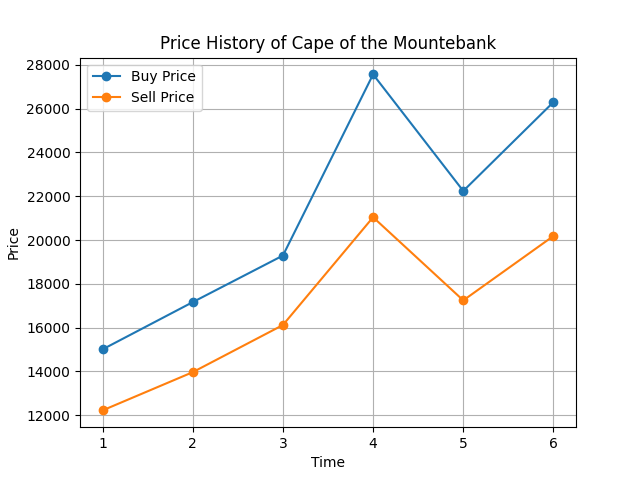 Price History of Cape of the Mountebank
Buy Price
Sell Price
28000
26000
24000
22000
20000
18000
16000
14000
12000
Price
1 2 3 4 5 6
Time